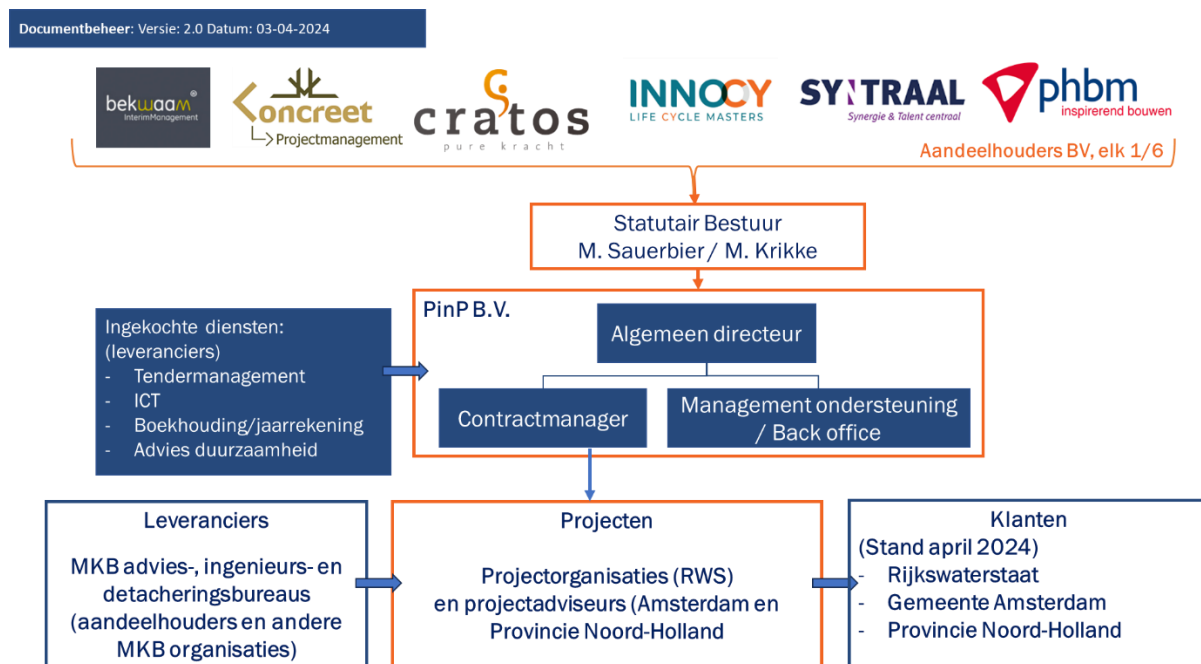 Documentbeheer: Versie: 2.0 Datum: 03-04-2024
bekwaam®
InterimManagement
Koncreet
Projectmanagement
cratos
pure kracht
INNOCY
LIFE CYCLE MASTERS
SYNTRAAL
Synergie & Talent centraal
phbm
inspirerend bouwen
Aandeelhouders BV, elk 1/6
Statutair Bestuur
M. Sauerbier / M. Krikke
PinP B.V.
Algemeen directeur
Contractmanager
Management ondersteuning
/ Back office
Ingekochte diensten:
(leveranciers)
- Tendermanagement
- ICT
- Boekhouding/jaarrekening
- Advies duurzaamheid
Leveranciers
MKB advies-, ingenieurs- en
detacheringsbureaus
(aandeelhouders en andere
MKB organisaties)
Projecten
Projectorganisaties (RWS)
en projectadviseurs (Amsterdam en
Provincie Noord-Holland
Klanten
(Stand april 2024)
- Rijkswaterstaat
- Gemeente Amsterdam
- Provincie Noord-Holland